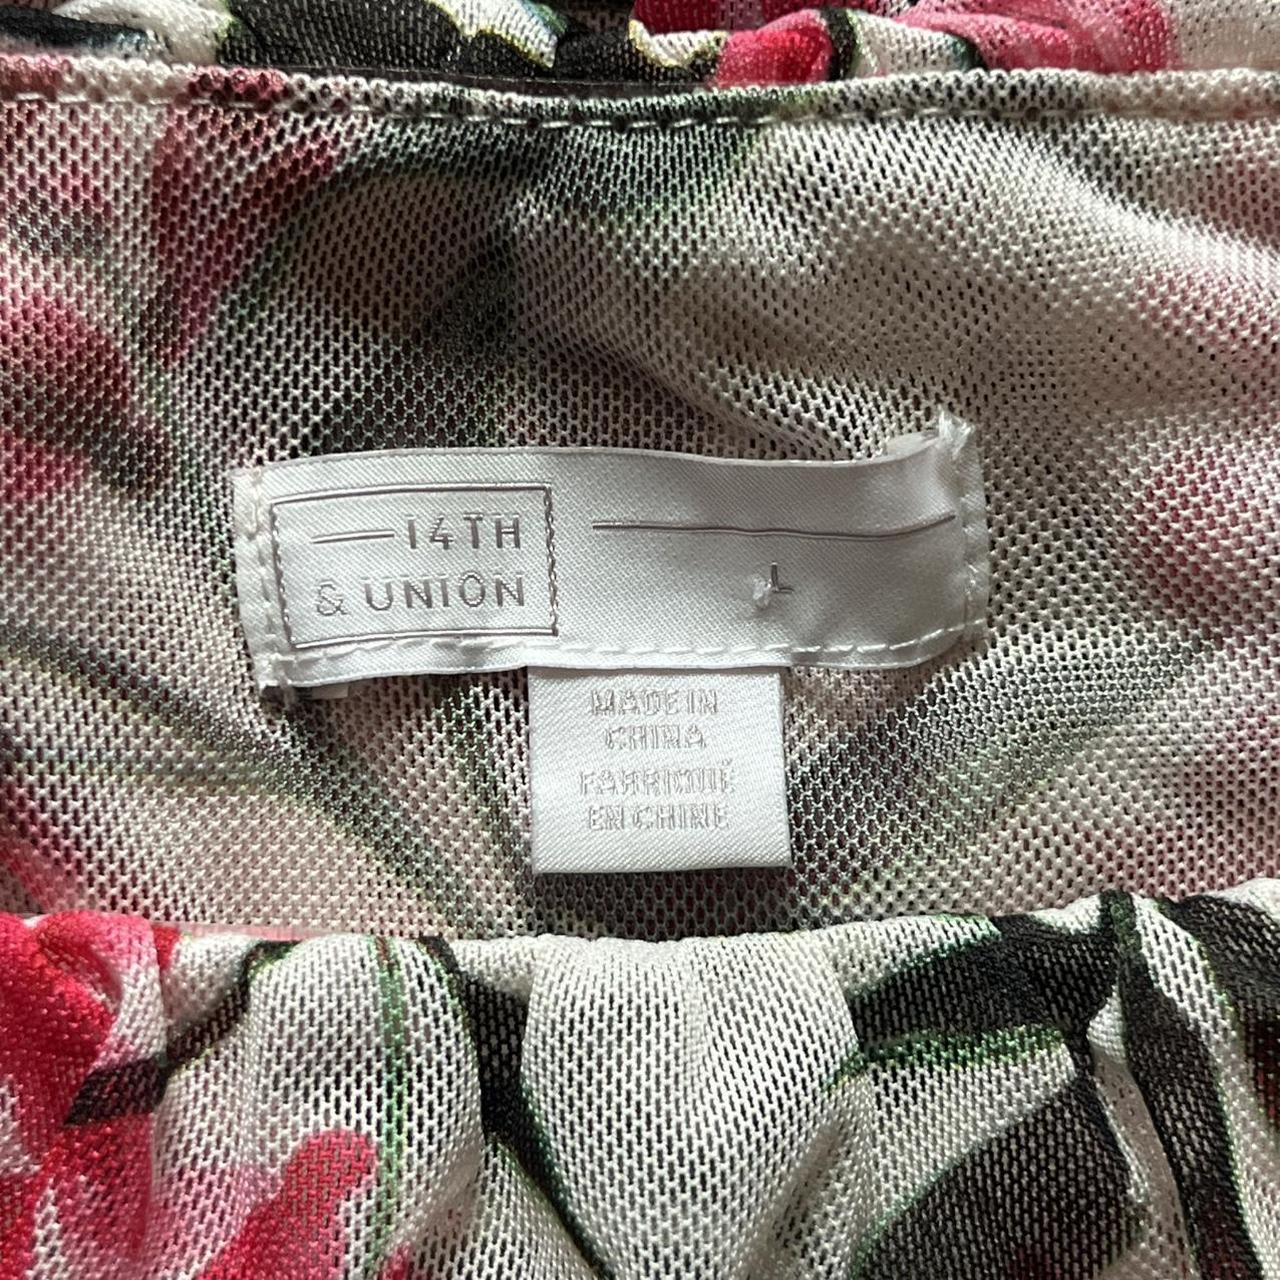 14TH
& UNION
L
MADE IN
CHINA
FABRIQUÉ
EN CHINE